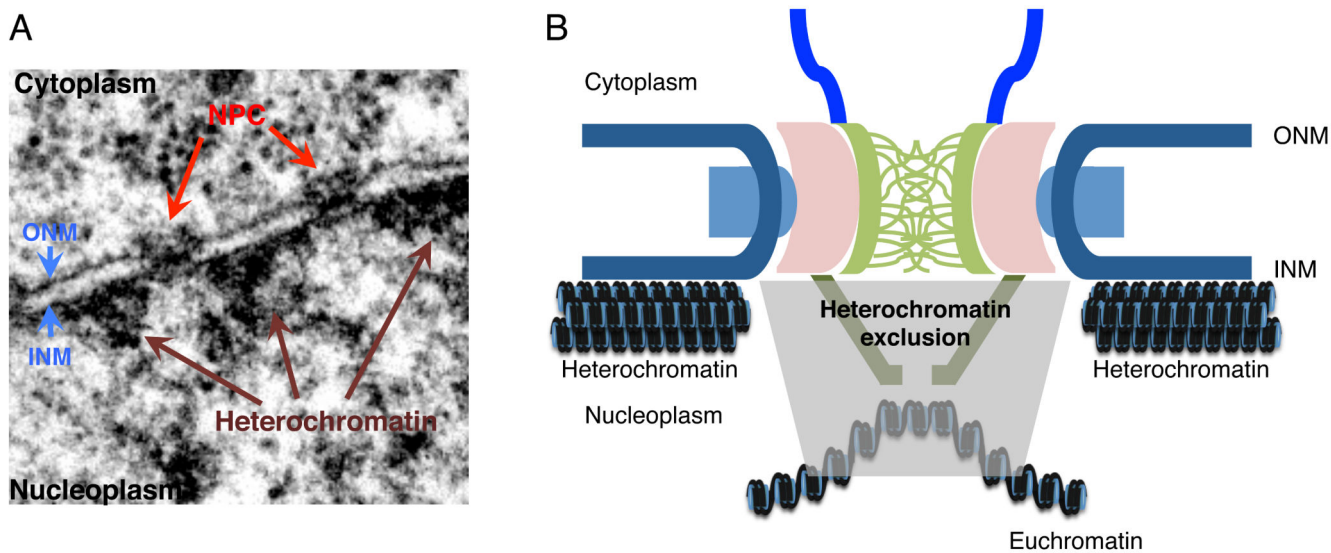 A
Cytoplasm
NPC
ONM
INM
Heterochromatin
Nucleoplasm
B
Cytoplasm
ONM
INM
Heterochromatin
exclusion
Heterochromatin
Heterochromatin
Nucleoplasm
Euchromatin